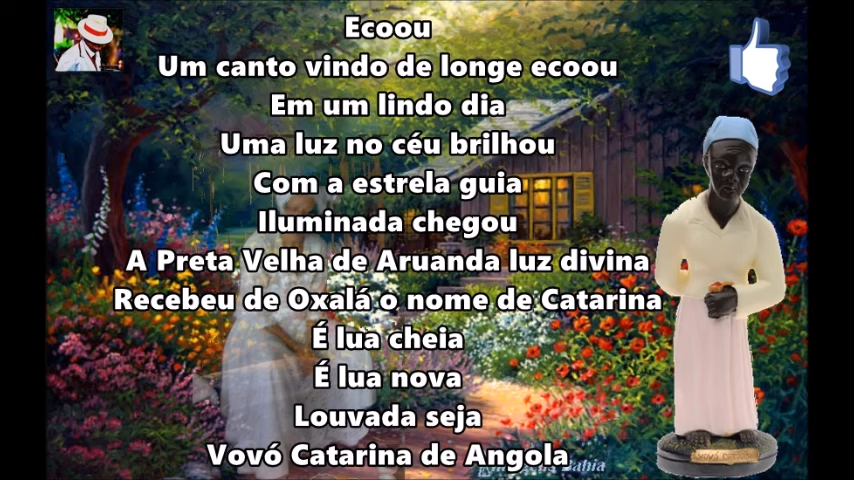 Ecoou
Um canto vindo de longe ecoou
Em um lindo dia
Uma luz no céu brilhou
Com a estrela guia
Iluminada chegou
A Preta Velha de Aruanda luz divina
Recebeu de Oxalá o nome de Catarina
É lua cheia
É lua nova
Louvada seja
Vovó Catarina de Angola
Bahia